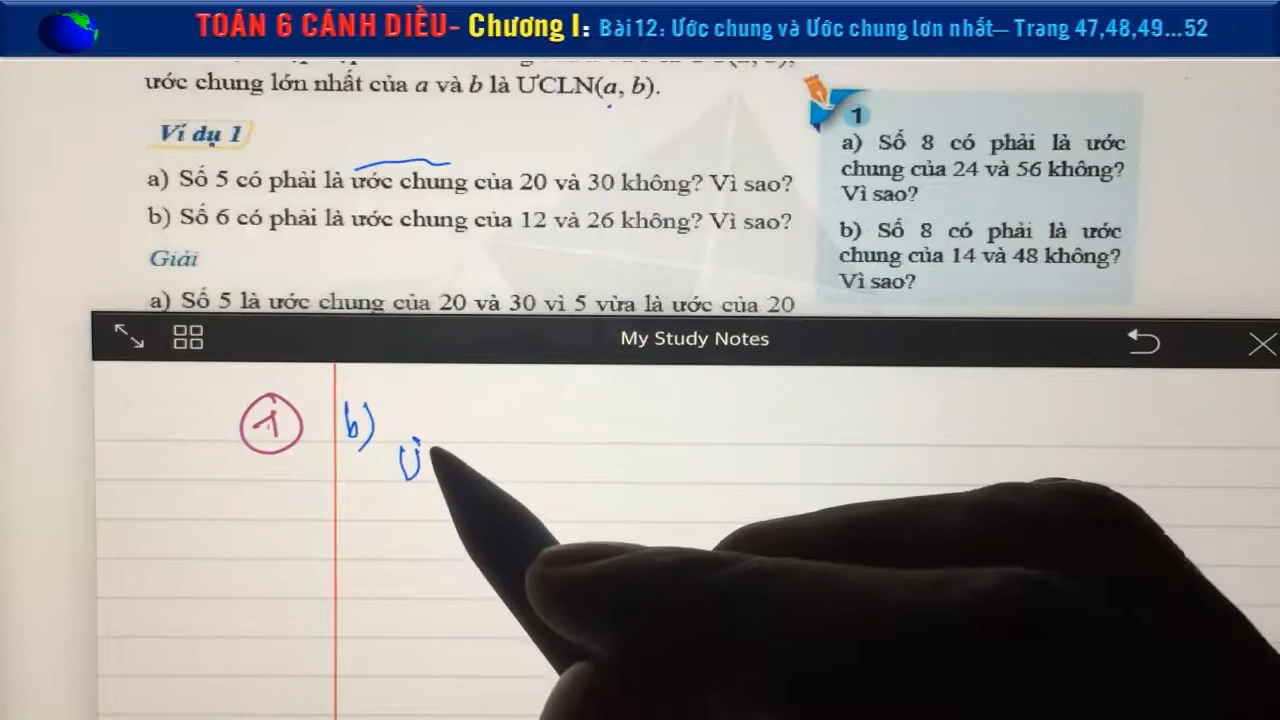 TOÁN 6 CÁNH DIỀU- Chương I: Bài 12: Ước chung và Ước chung lớn nhất– Trang 47,48,49...52
ước chung lớn nhất của a và b là ƯCLN(a, b).
Ví dụ 1
a) Số 5 có phải là ước chung của 20 và 30 không? Vì sao?
b) Số 6 có phải là ước chung của 12 và 26 không? Vì sao?
Giải
a) Số 5 là ước chung của 20 và 30 vì 5 vừa là ước của 20
1
a) Số 8 có phải là ước
chung của 24 và 56 không?
Vì sao?
b) Số 8 có phải là ước
chung của 14 và 48 không?
Vì sao?
My Study Notes
1 b)
Ư